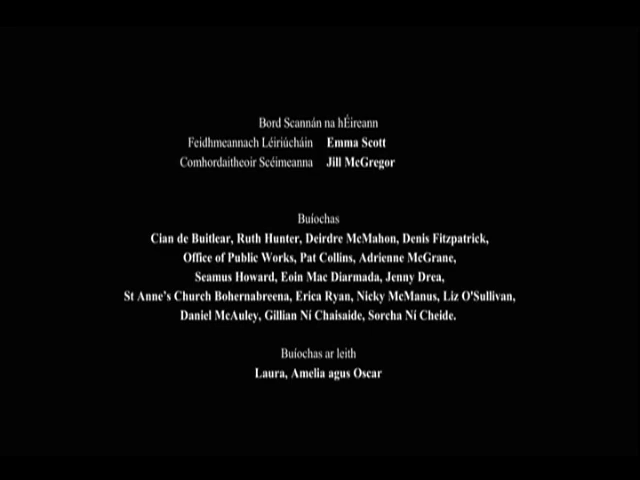 Bord Scannán na hÉireann
Feidhmeannach Léiriúcháin Emma Scott
Comhordaitheoir Scéimeanna Jill McGregor
Buíochas
Cian de Buitlear, Ruth Hunter, Deirdre McMahon, Denis Fitzpatrick,
Office of Public Works, Pat Collins, Adrienne McGrane,
Seamus Howard, Eoin Mac Diarmada, Jenny Drea,
St Anne's Church Bohernabreena, Erica Ryan, Nicky McManus, Liz O'Sullivan,
Daniel McAuley, Gillian Ní Chaisaide, Sorcha Ní Cheide.
Buíochas ar leith
Laura, Amelia agus Oscar